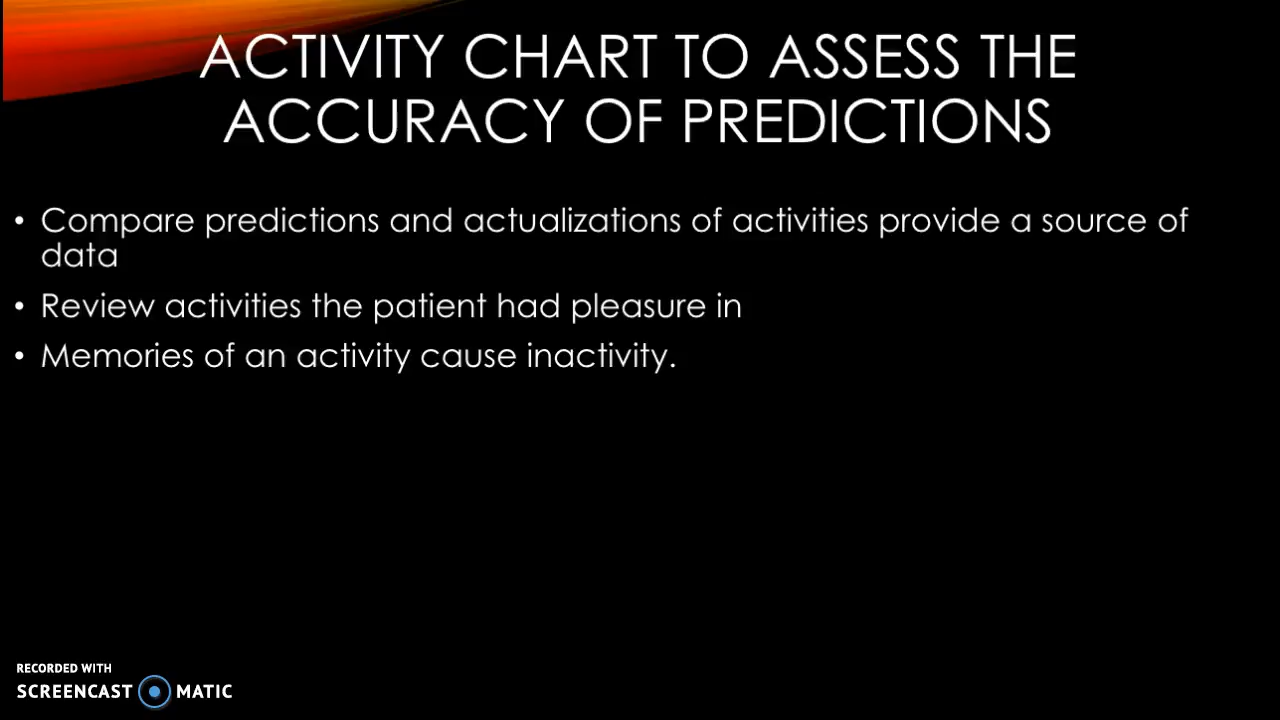 ACTIVITY CHART TO ASSESS THE
ACCURACY OF PREDICTIONS
• Compare predictions and actualizations of activities provide a source of
data
• Review activities the patient had pleasure in
• Memories of an activity cause inactivity.
RECORDED WITH
SCREENCAST MATIC